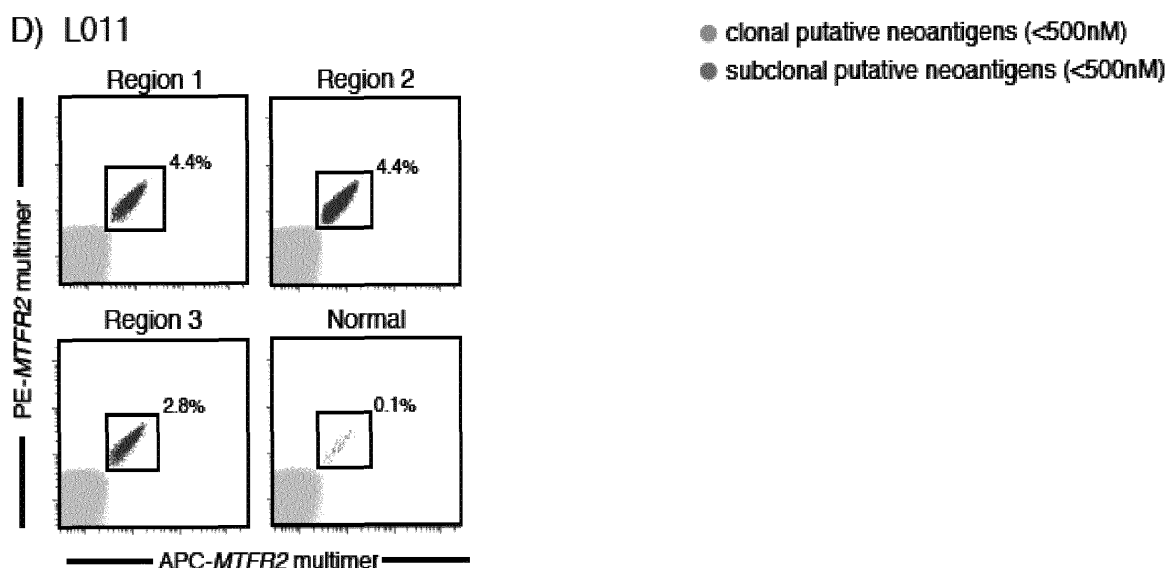 D) L011
clonal putative neoantigens (<500nM)
subclonal putative neoantigens (<500nM)
Region 1
Region 2
4.4%
4.4%
PE-MTFR2 multimer
Region 3
Normal
2.8%
0.1%
APC-MTFR2 multimer